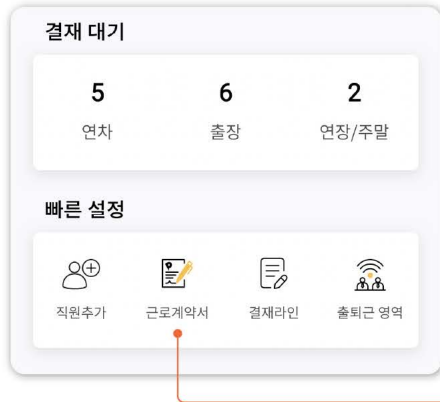 결재 대기
5 6 2
연차 출장 연장/주말
빠른 설정
직원추가 근로계약서 결재라인 출퇴근 영역